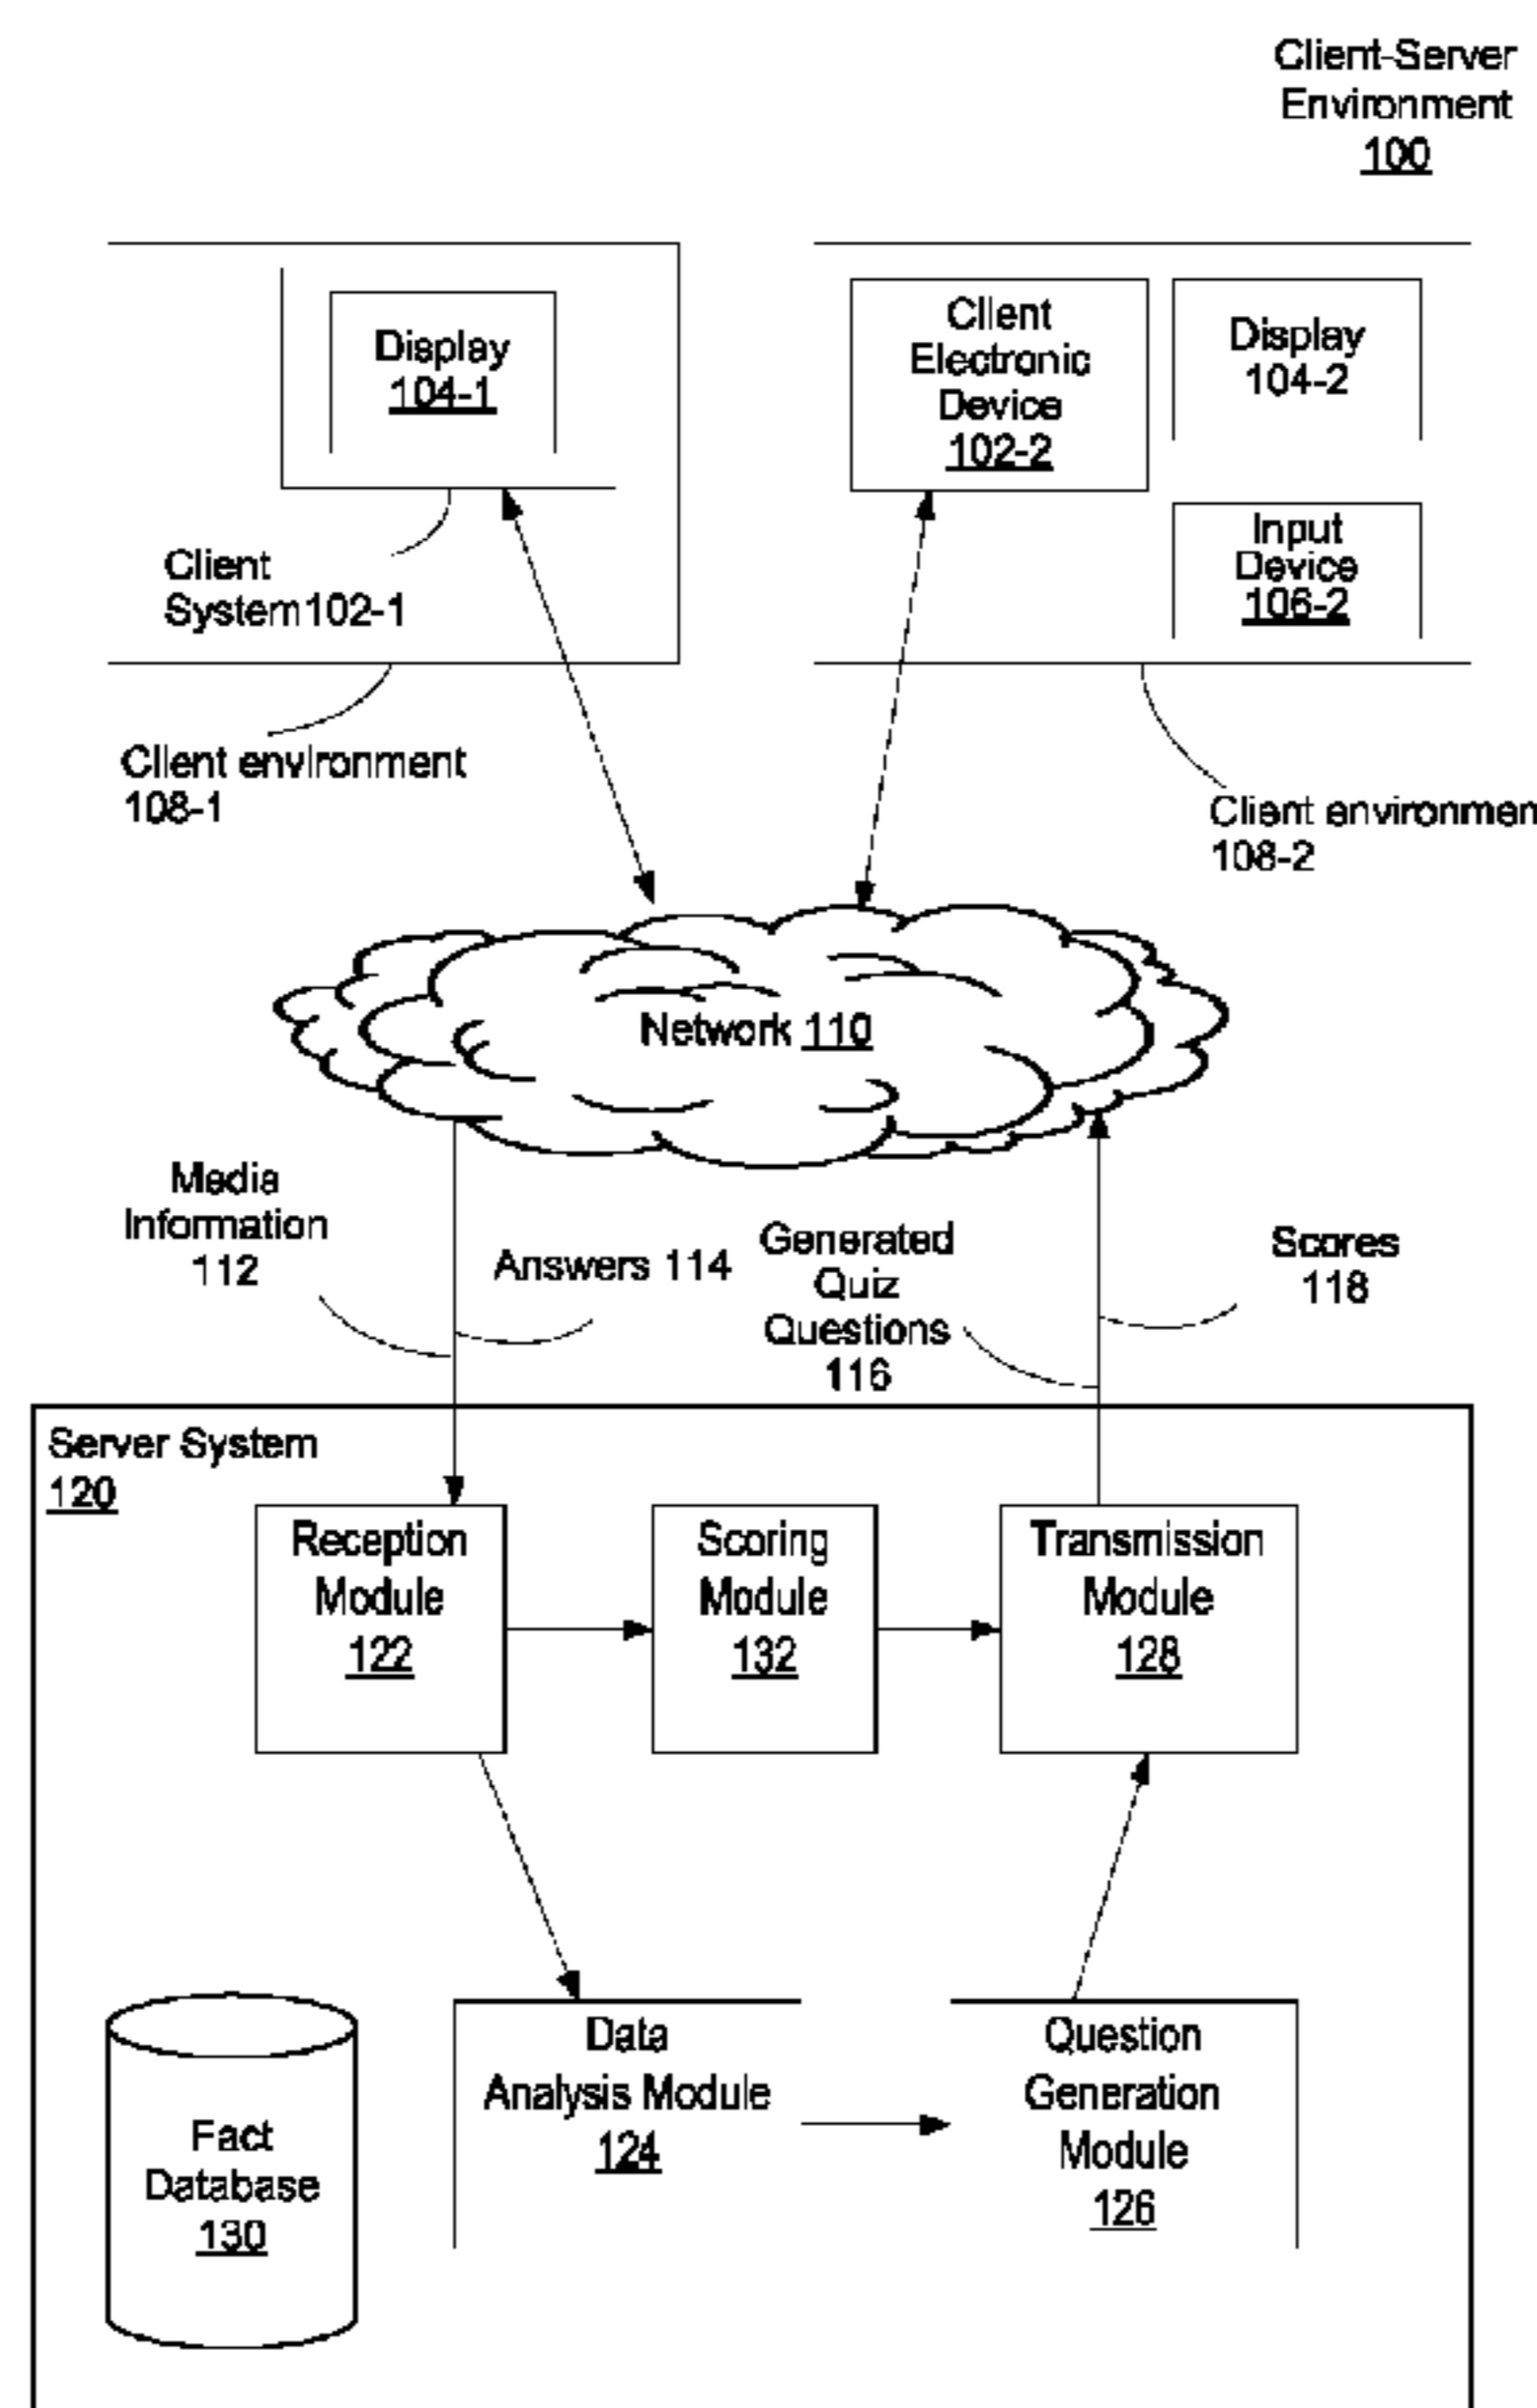 Client-Server
Environment
100
Display
104-1
Client
System102-1
Client environment
108-1
Client
Electronic
Device
102-2
Display
104-2
Input
Device
106-2
Client environmen
108-2
Network 110
Media
Information
112
Answers 114
Generated
Quiz
Questions
116
Scores
118
Server System
120
Reception
Module
122
Scoring
Module
132
Transmission
Module
128
Fact
Database
130
Data
Analysis Module
124
Question
Generation
Module
126